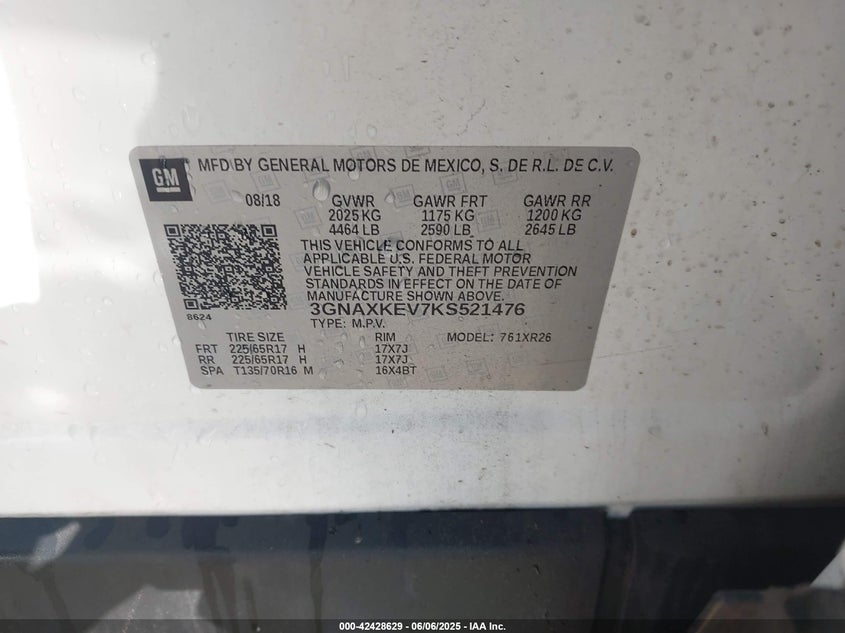 GM
MFD BY GENERAL MOTORS DE MEXICO, S. DE R.L. DE C.V.
08/18 GVWR GAWR FRT GAWR RR
2025 KG 1175 KG 1200 KG
4464 LB 2590 LB 2645 LB
THIS VEHICLE CONFORMS TO ALL
APPLICABLE U.S. FEDERAL MOTOR
VEHICLE SAFETY AND THEFT PREVENTION
STANDARDS IN EFFECT ON THE DATE OF
MANUFACTURE SHOWN ABOVE.
8624 3GNAXKEV7KS521476
TYPE: M.P.V.
TIRE SIZE RIM MODEL: 761XR26
FRT 225/65R17 H 17X7J
RR 225/65R17 H 17X7J
SPA T135/70R16 M 16X4BT
000-42428629 - 06/06/2025 - IAA Inc.